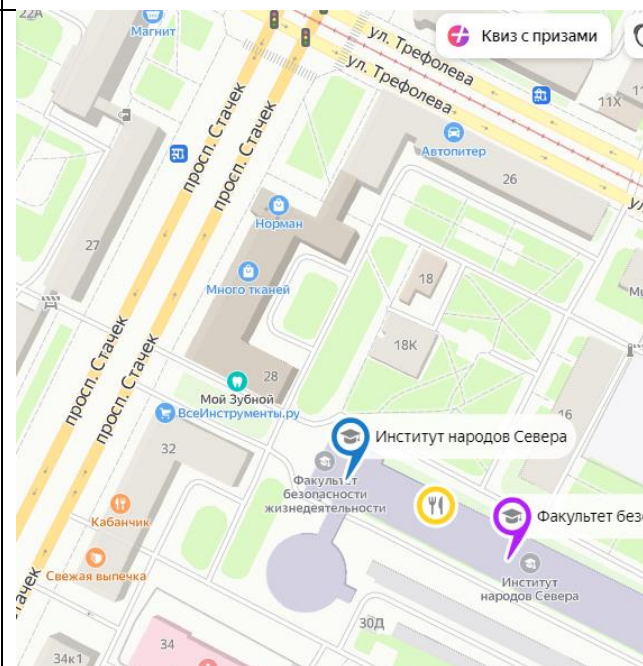 22А
Магнит
Квиз с призами
ул. Трефолева
ул. Трефолева
11Х
просп. Стачек
просп. Стачек
Автопитер
26
Норман
27
Много тканей
18
18К
просп. Стачек
просп. Стачек
28
Мой Зубной
ВсеИнструменты.ру
16
32
Институт народов Севера
Факультет
безопасности
жизнедеятельности
Кабанчик
Факультет без
Свежая выпечка
Институт
народов Севера
30Д
34
34к1